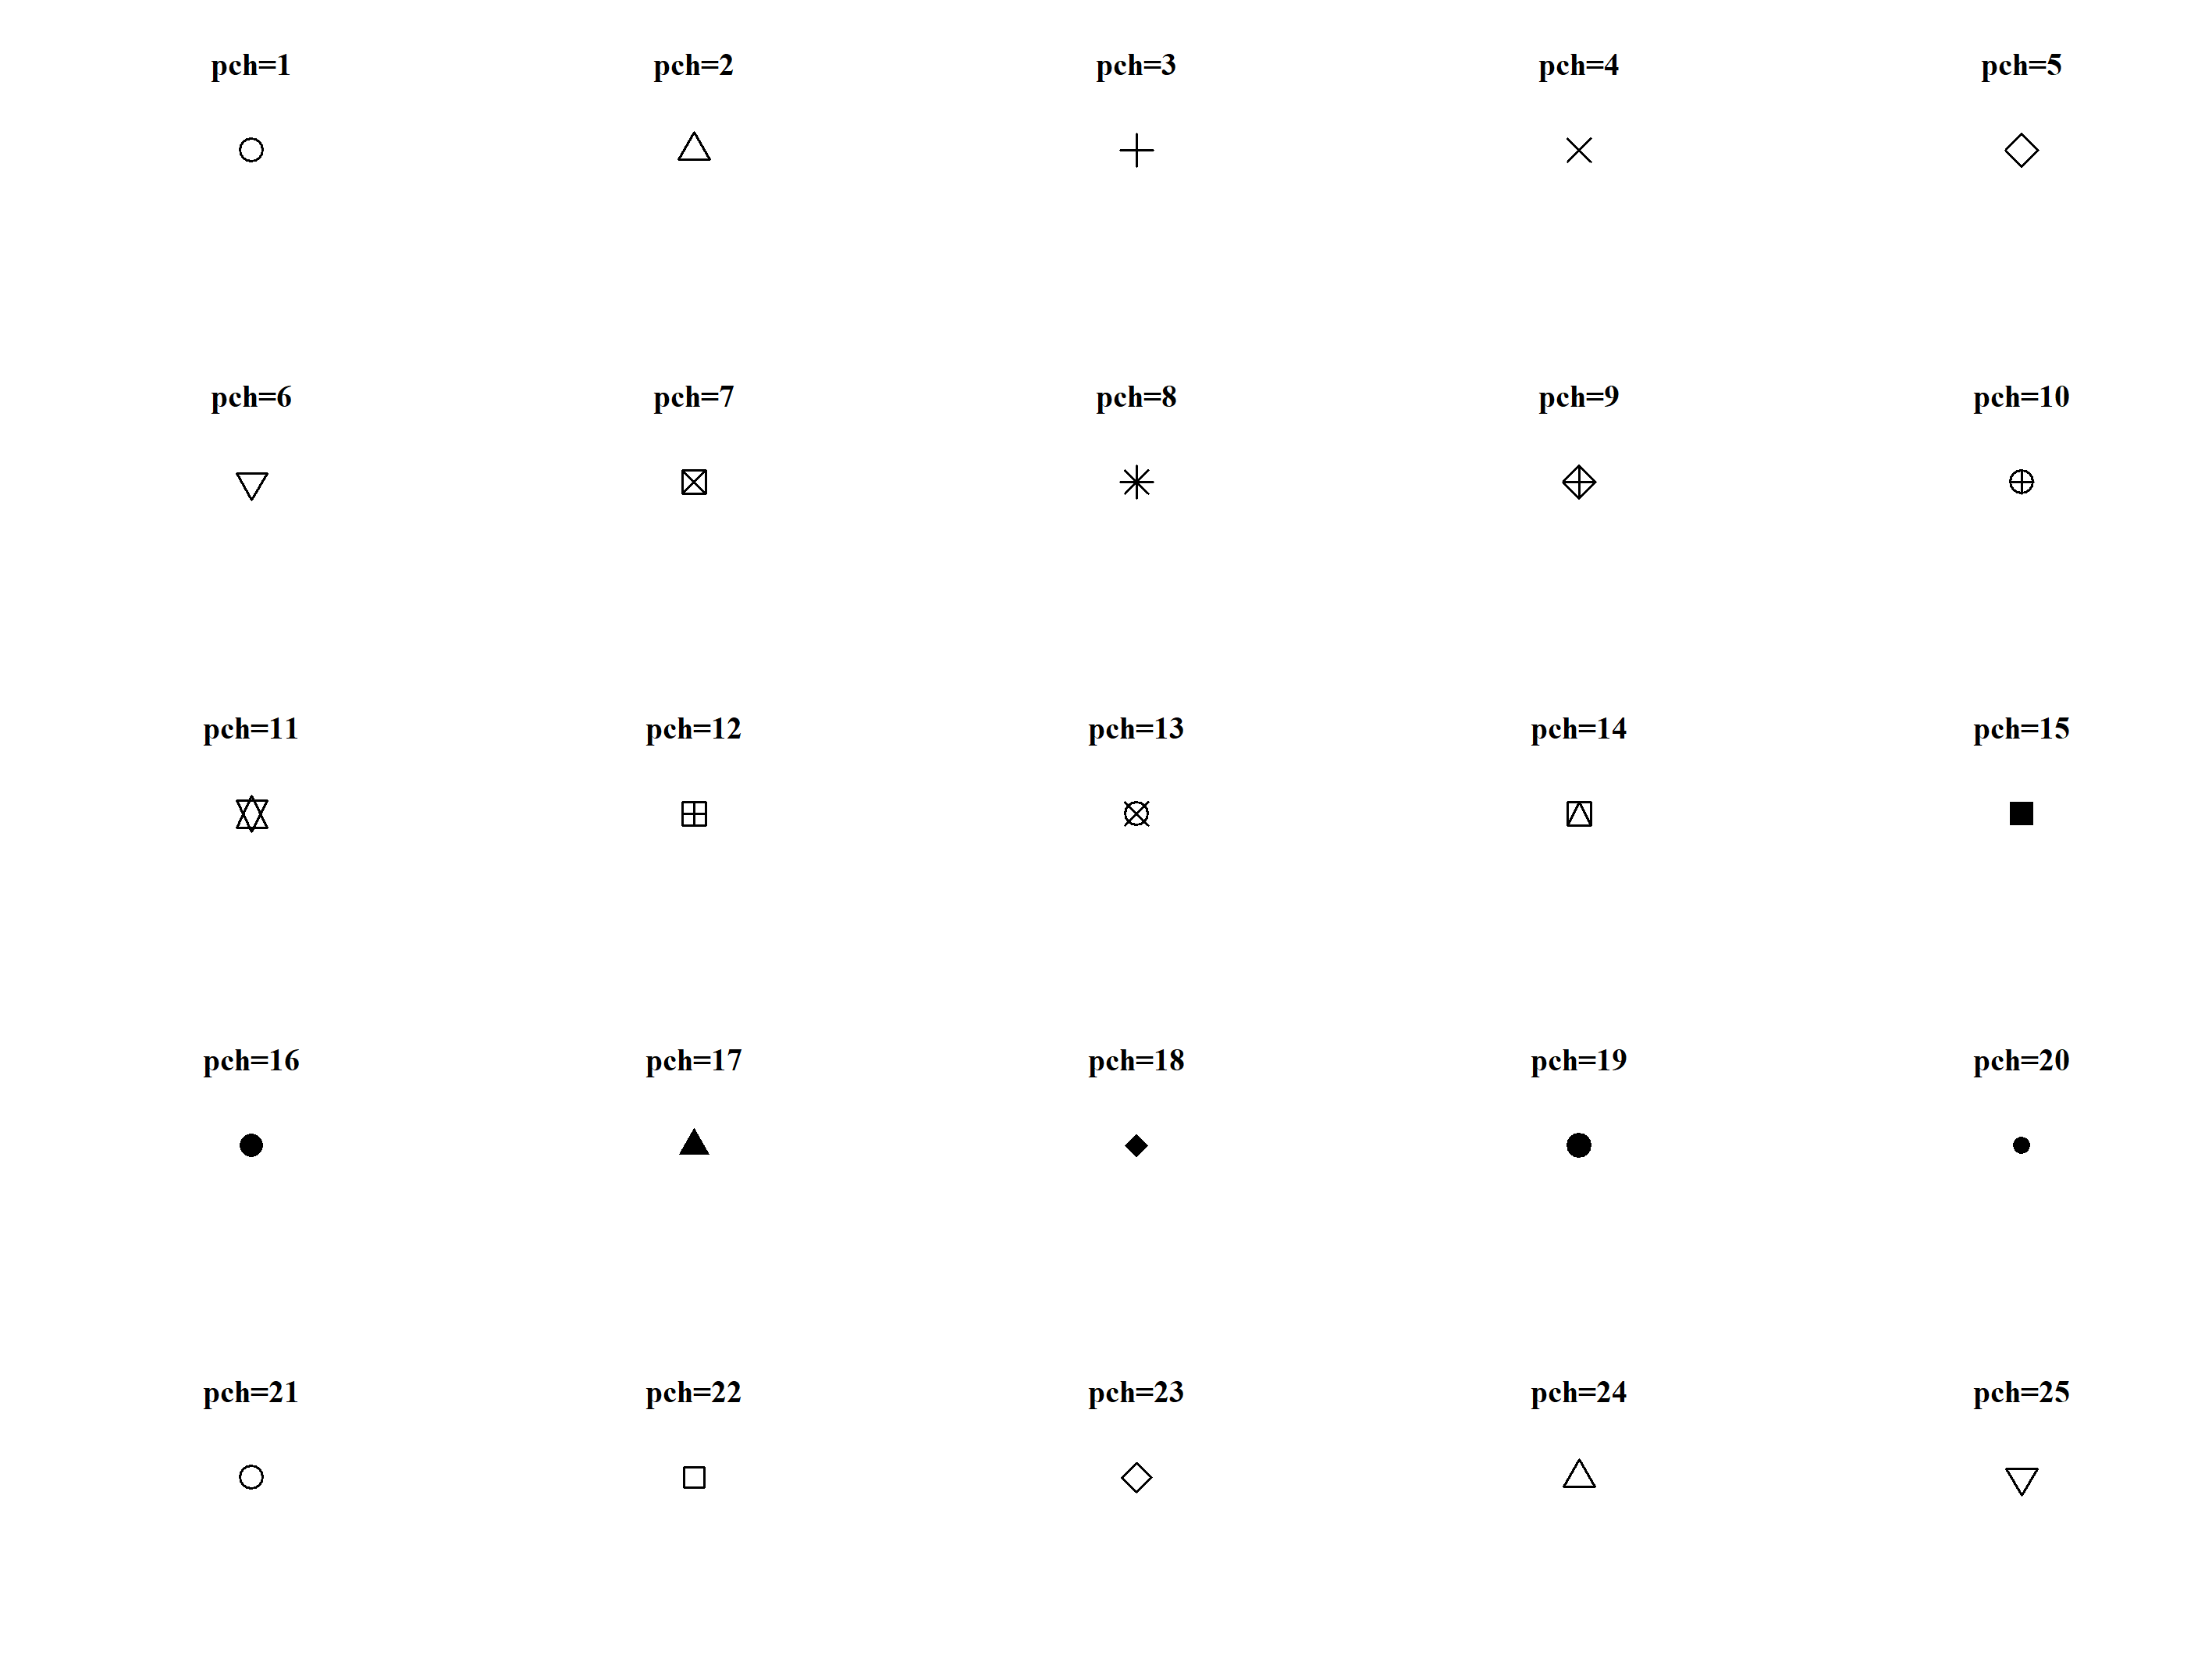 pch=1 pch=2 pch=3 pch=4 pch=5
pch=6 pch=7 pch=8 pch=9 pch=10
pch=11 pch=12 pch=13 pch=14 pch=15
pch=16 pch=17 pch=18 pch=19 pch=20
pch=21 pch=22 pch=23 pch=24 pch=25